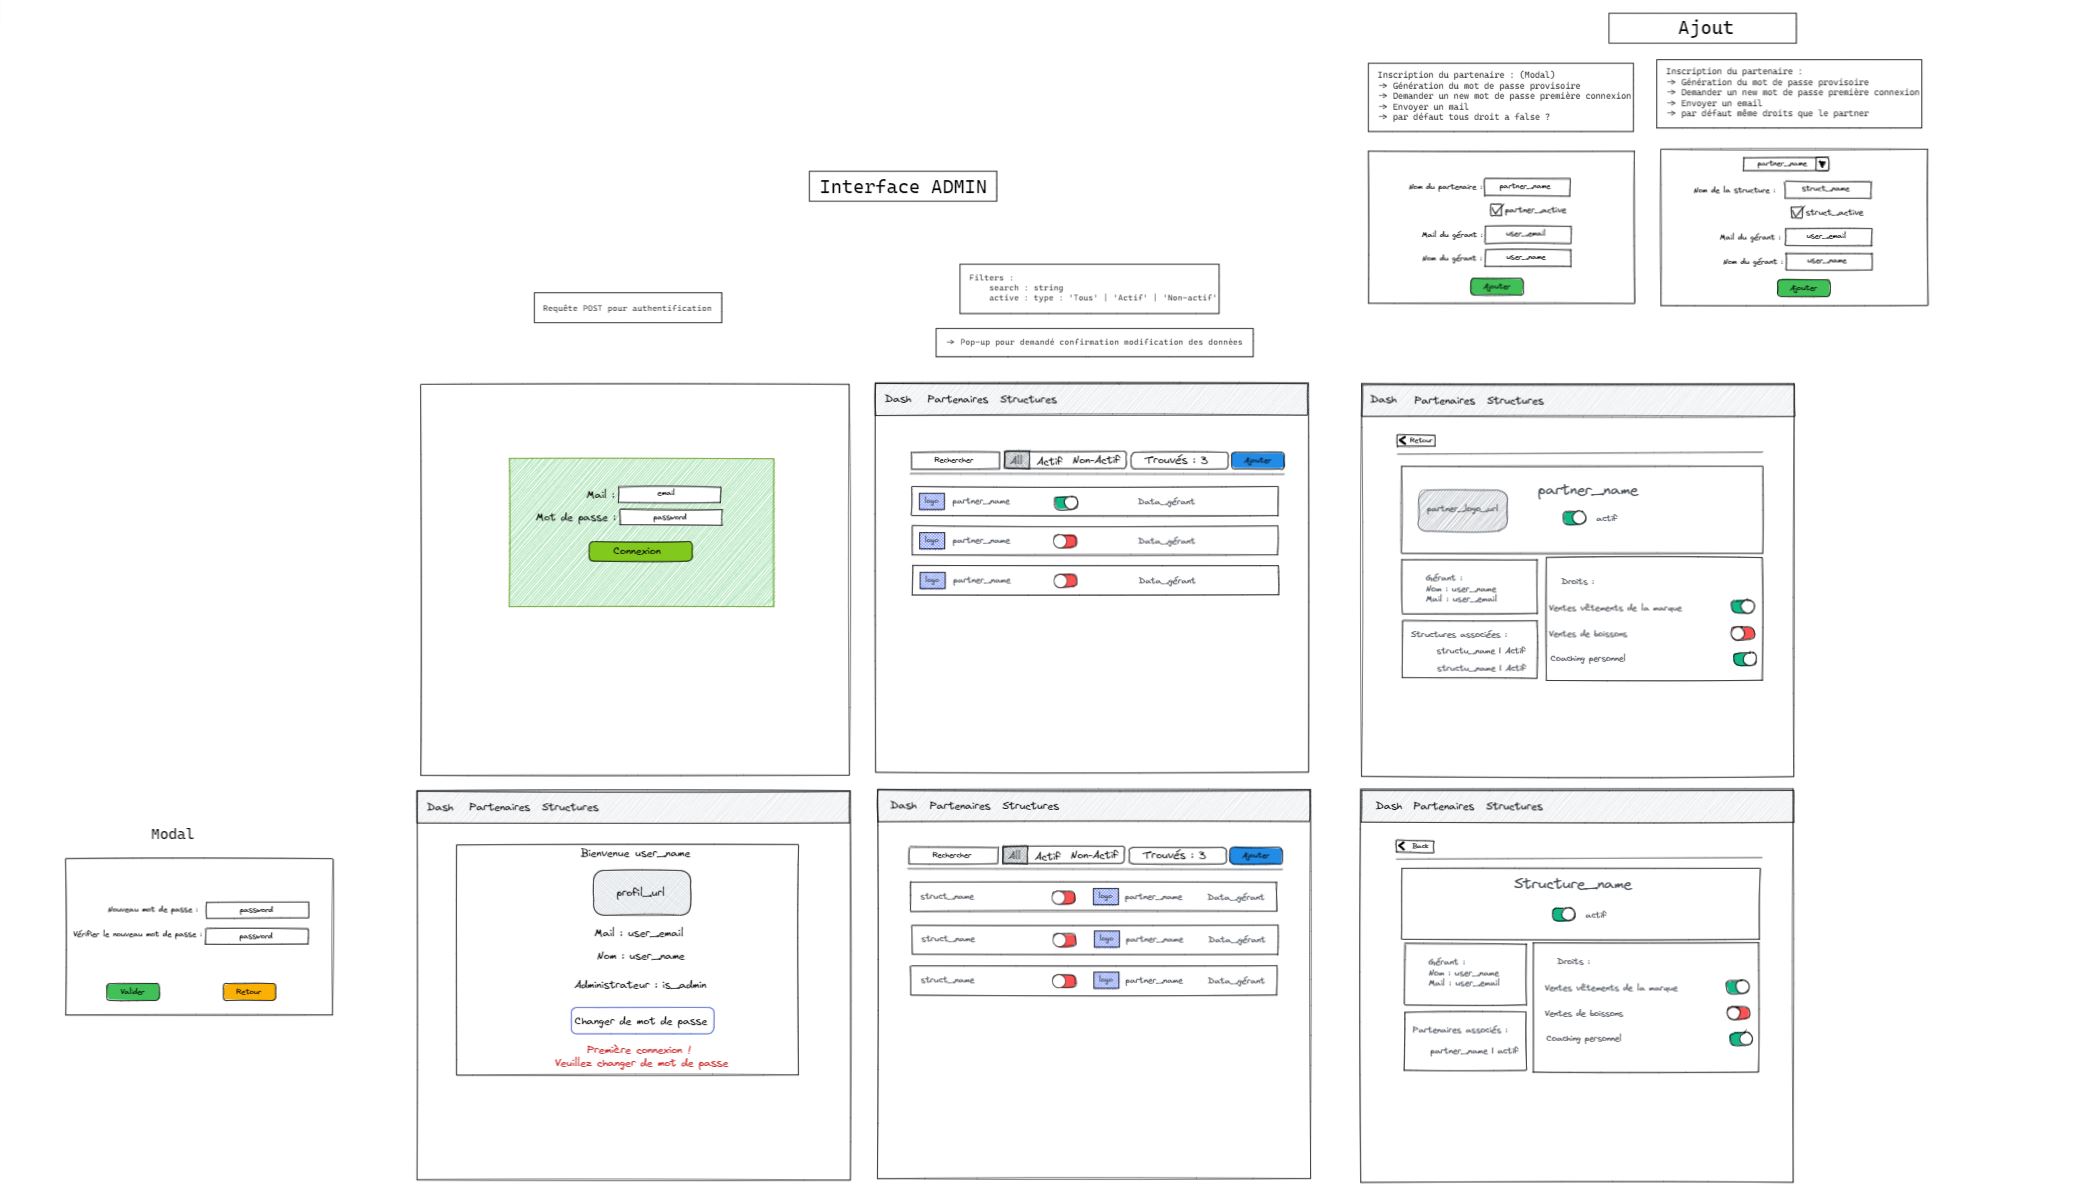 Ajout
Inscription du partenaire : (Modal)
-> Génération du mot de passe provisoire
-> Demander un new mot de passe première connexion
-> Envoyer un mail
-> par défaut tous droit a false ?
Inscription du partenaire :
-> Génération du mot de passe provisoire
-> Demander un new mot de passe première connexion
-> Envoyer un email
-> par défaut même droits que le partner
Nom du partenaire : partner_name
partner_active
Mail du gérant : user_email
Nom du gérant : user_name
Ajouter
partner_name
Nom de la structure : struct_name
struct_active
Mail du gérant : user_email
Nom du gérant : user_name
Ajouter
Interface ADMIN
Requête POST pour authentification
Filters :
search : string
active : type : 'Tous' | 'Actif' | 'Non-actif'
-> Pop-up pour demandé confirmation modification des données
Mail : email
Mot de passe : password
Connexion
Dash Partenaires Structures
Rechercher All Actif Non-Actif Trouvés : 3 Ajouter
logo partner_name Data_gérant
logo partner_name Data_gérant
logo partner_name Data_gérant
Dash Partenaires Structures
Retour
partner_logo_url
partner_name
actif
Gérant :
Nom : user_name
Mail : user_email
Structures associées :
structu_name | Actif
structu_name | Actif
Droits :
Ventes vêtements de la marque
Ventes de boissons
Coaching personnel
Modal
Nouveau mot de passe : password
Vérifier le nouveau mot de passe : password
Valider Retour
Dash Partenaires Structures
Bienvenue user_name
profil_url
Mail : user_email
Nom : user_name
Administrateur : is_admin
Changer de mot de passe
Première connexion !
Veuillez changer de mot de passe
Dash Partenaires Structures
Rechercher All Actif Non-Actif Trouvés : 3 Ajouter
struct_name logo partner_name Data_gérant
struct_name logo partner_name Data_gérant
struct_name logo partner_name Data_gérant
Dash Partenaires Structures
Back
Structure_name
actif
Gérant :
Nom : user_name
Mail : user_email
Partenaires associés :
partner_name | actif
Droits :
Ventes vêtements de la marque
Ventes de boissons
Coaching personnel